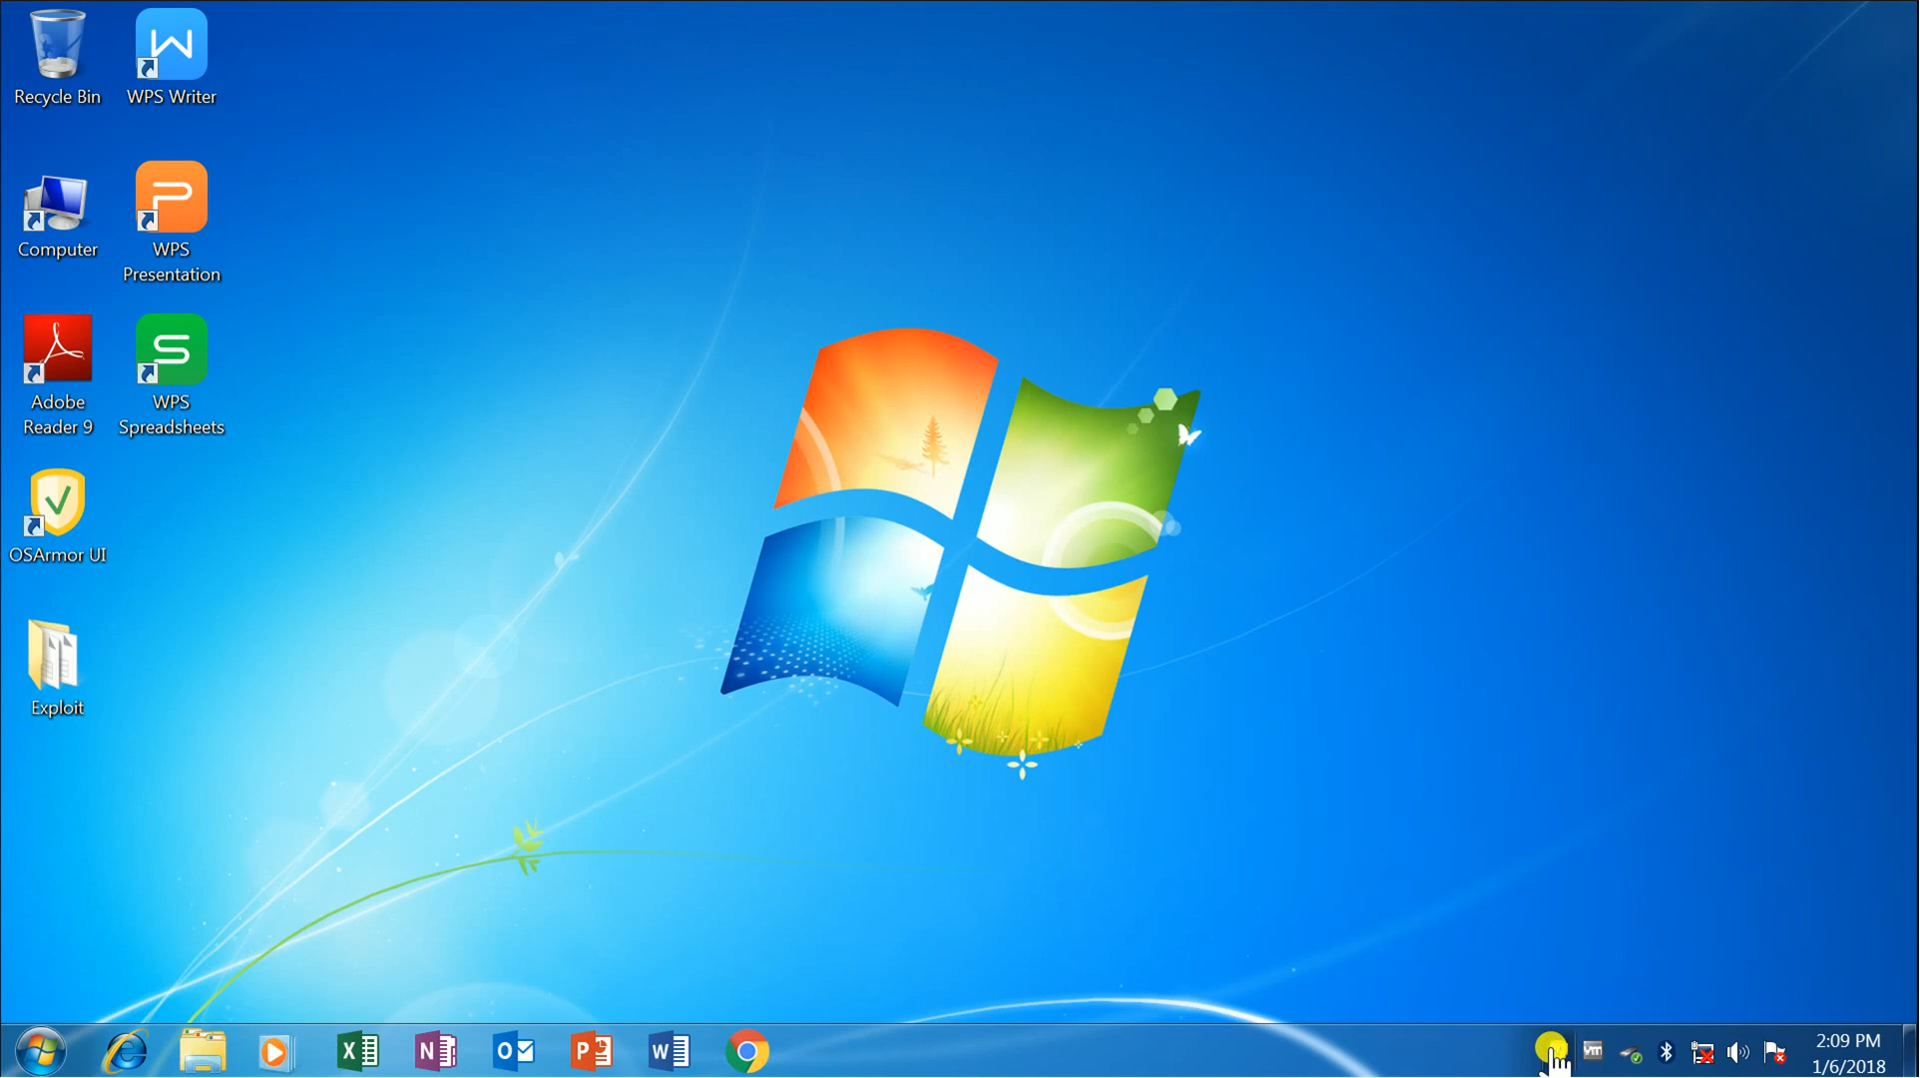 Recycle Bin
WPS Writer
Computer
WPS
Presentation
Adobe
Reader 9
WPS
Spreadsheets
OSArmor UI
Exploit
2:09 PM
1/6/2018